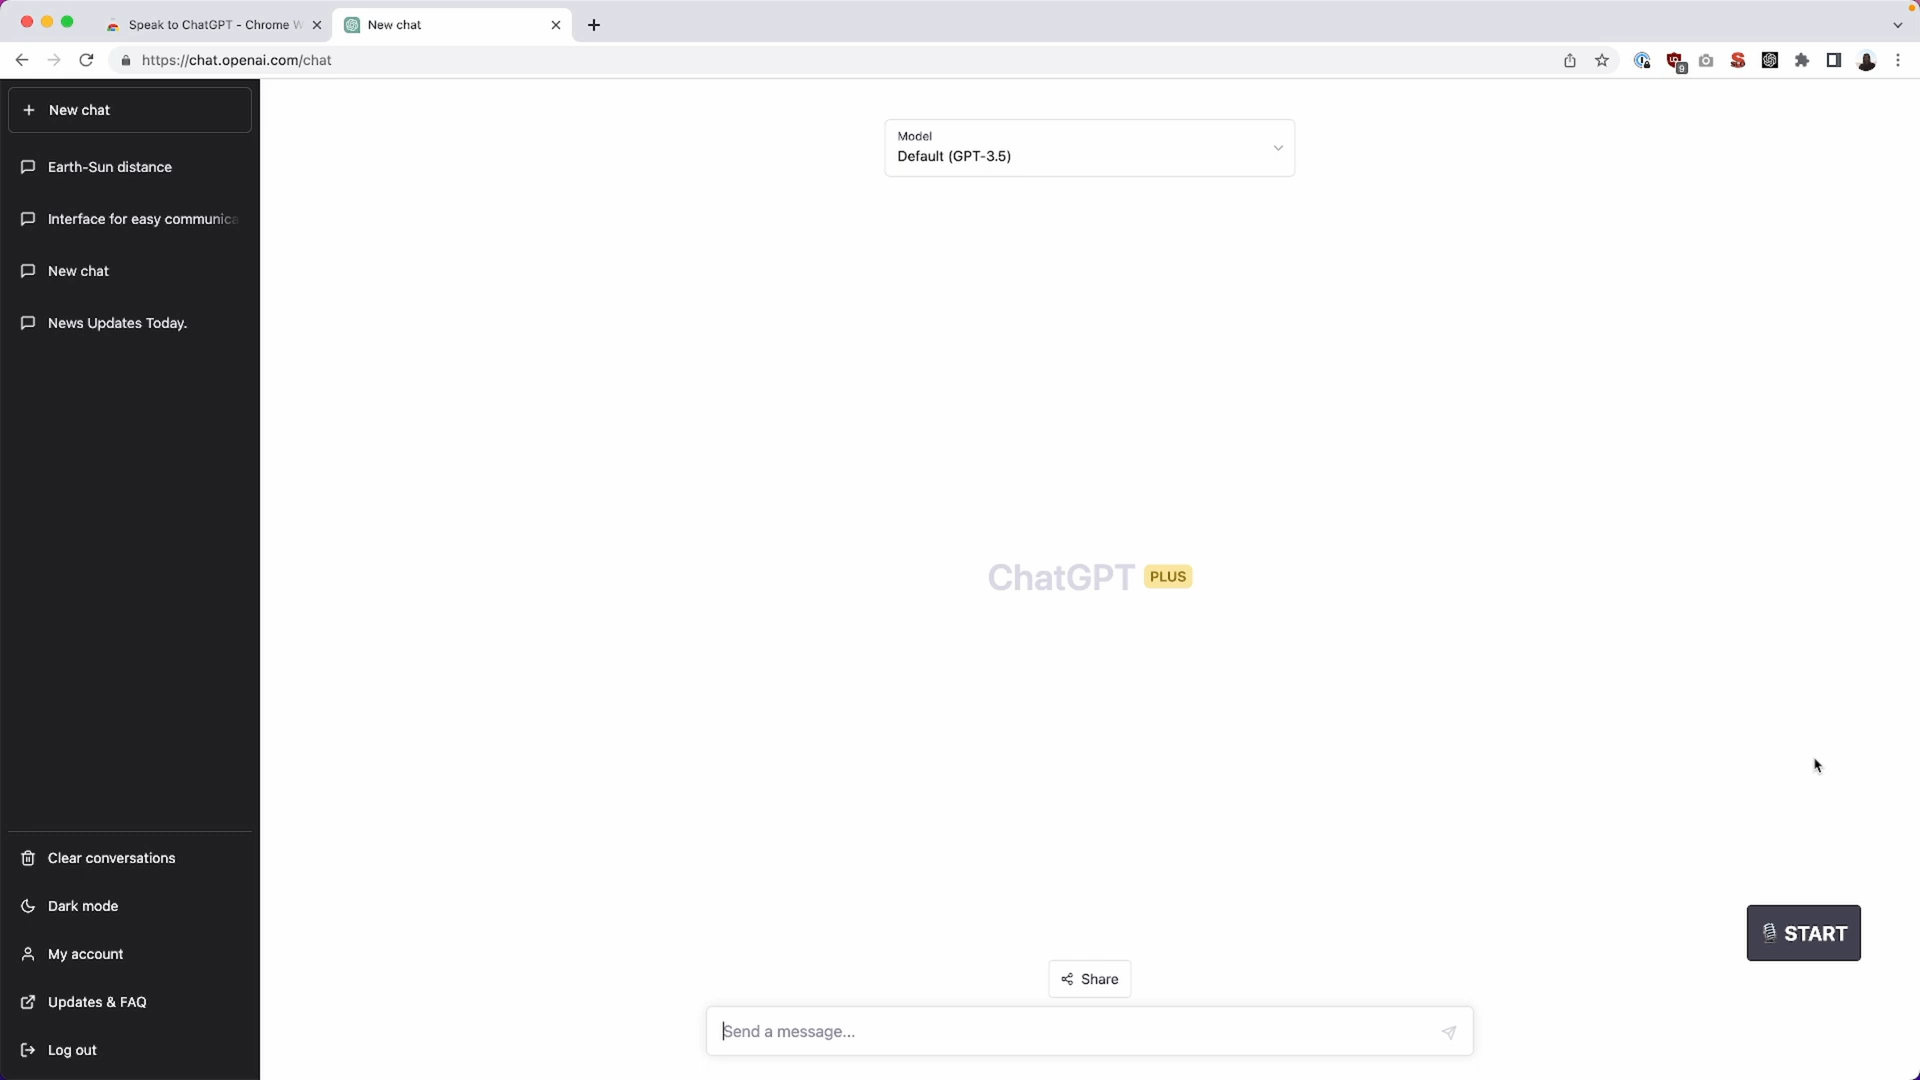 Speak to ChatGPT - Chrome W
New chat
https://chat.openai.com/chat
9
New chat
Earth-Sun distance
Interface for easy communica
New chat
News Updates Today.
Clear conversations
Dark mode
My account
Updates & FAQ
Log out
Model
Default (GPT-3.5)
ChatGPT PLUS
START
Share
Send a message...